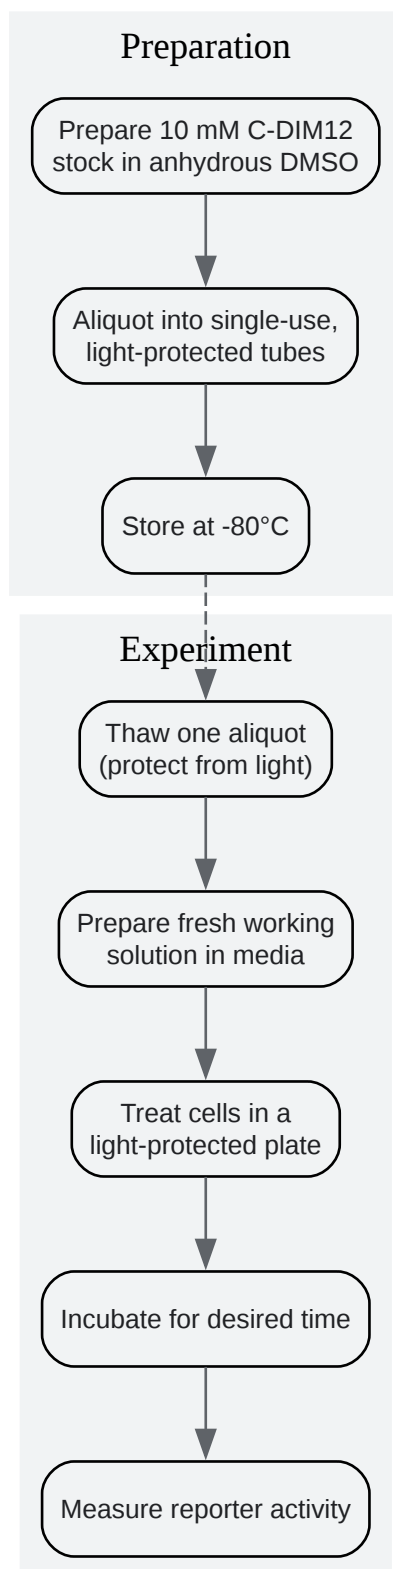 Preparation
Prepare 10 mM C-DIM12
stock in anhydrous DMSO
Aliquot into single-use,
light-protected tubes
Store at -80°C
Experiment
Thaw one aliquot
(protect from light)
Prepare fresh working
solution in media
Treat cells in a
light-protected plate
Incubate for desired time
Measure reporter activity